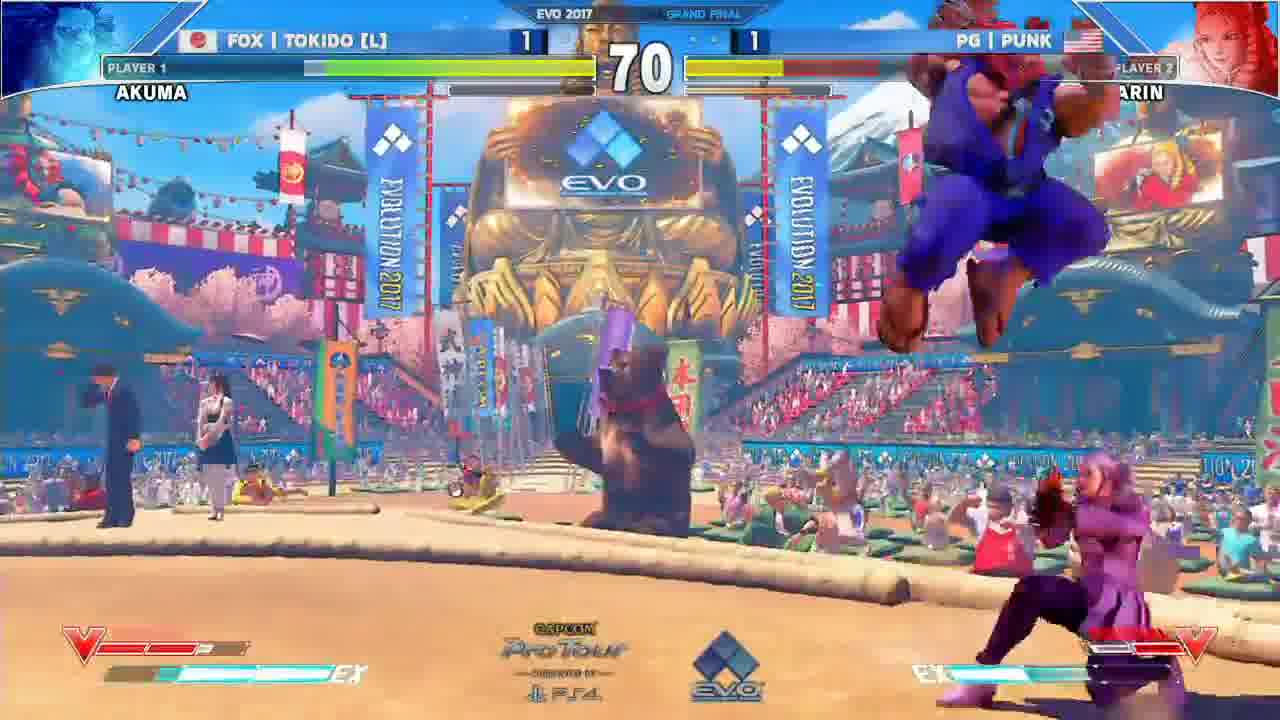 EVO 2017
GRAND FINAL
FOX | TOKIDO [L]
1
70
1
PG | PUNK
PLAYER 1
PLAYER 2
AKUMA
ARIN
EVO
EVOLUTION 2017
EVOLUTION 2017
EX
EX
CAPCOM
Pro Tour
PS4
EVO